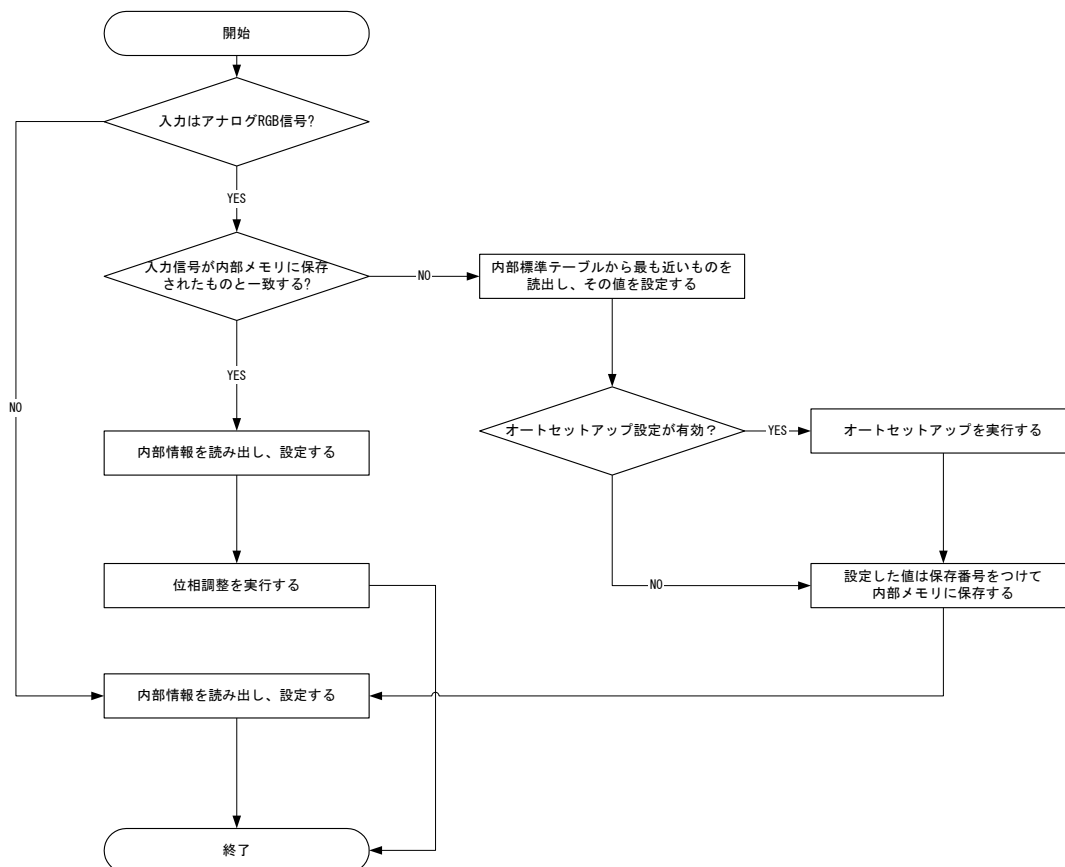 開始
入力はアナログRGB信号?
YES
入力信号が内部メモリに保存
されたものと一致する?
NO
内部標準テーブルから最も近いものを
読出し、その値を設定する
YES
NO
オートセットアップ設定が有効？
YES
オートセットアップを実行する
内部情報を読み出し、設定する
位相調整を実行する
NO
設定した値は保存番号をつけて
内部メモリに保存する
内部情報を読み出し、設定する
終了